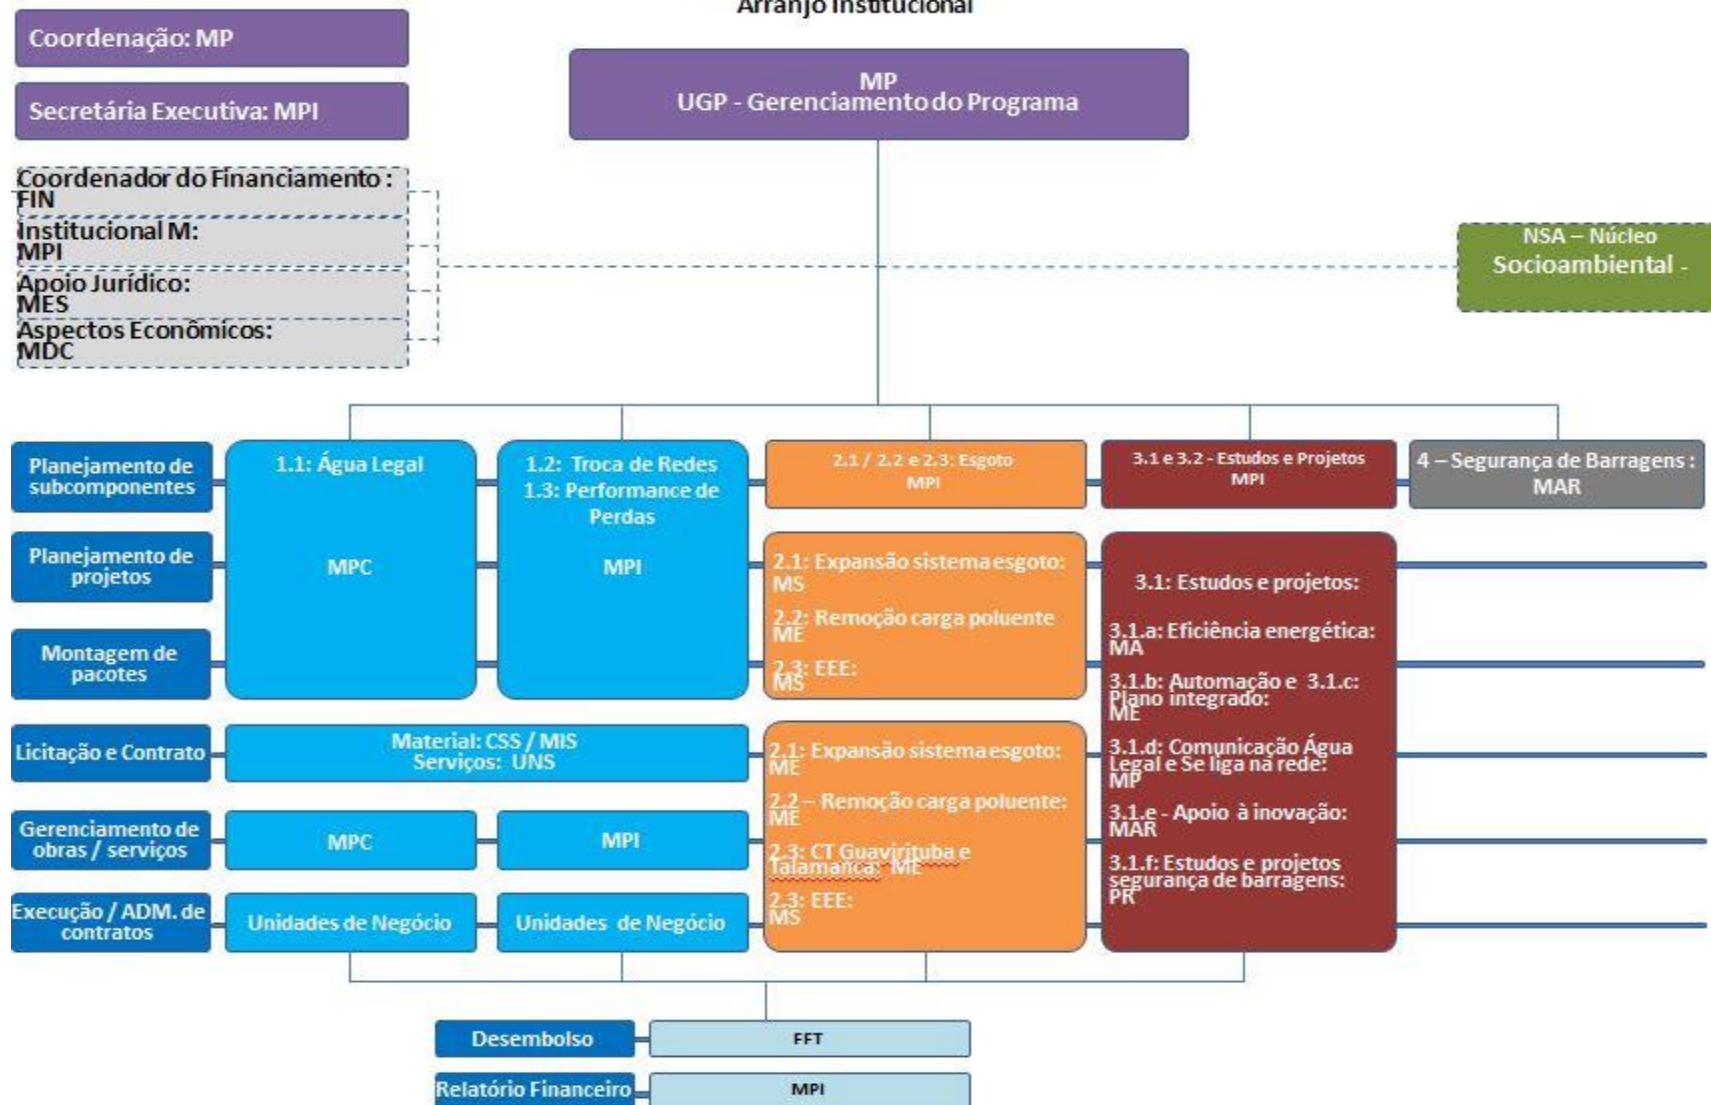 Arranjo Institucional
Coordenação: MP
Secretária Executiva: MPI
MP
UGP - Gerenciamento do Programa
Coordenador do Financiamento :
FIN
Institucional M:
MPI
Apoio Jurídico:
MES
Aspectos Econômicos:
MDC
NSA – Núcleo
Socioambiental -
Planejamento de
subcomponentes
1.1: Água Legal
MPC
1.2: Troca de Redes
1.3: Performance de
Perdas
MPI
2.1 / 2.2 e 2.3: Esgoto
MPI
3.1 e 3.2 - Estudos e Projetos
MPI
4 – Segurança de Barragens :
MAR
Planejamento de
projetos
Montagem de
pacotes
2.1: Expansão sistema esgoto:
MS
2.2: Remoção carga poluente
ME
2.3: EEE:
MS
3.1: Estudos e projetos:
3.1.a: Eficiência energética:
MA
3.1.b: Automação e 3.1.c:
Plano integrado:
ME
3.1.d: Comunicação Água
Legal e Se liga na rede:
MP
3.1.e - Apoio à inovação:
MAR
3.1.f: Estudos e projetos
segurança de barragens:
PR
Licitação e Contrato
Material: CSS / MIS
Serviços: UNS
2.1: Expansão sistema esgoto:
ME
2.2 – Remoção carga poluente:
ME
2.3: CT Guavirituba e
Talamanca: ME
2.3: EEE:
MS
Gerenciamento de
obras / serviços
MPC
MPI
Execução / ADM. de
contratos
Unidades de Negócio
Unidades de Negócio
Desembolso
FFT
Relatório Financeiro
MPI